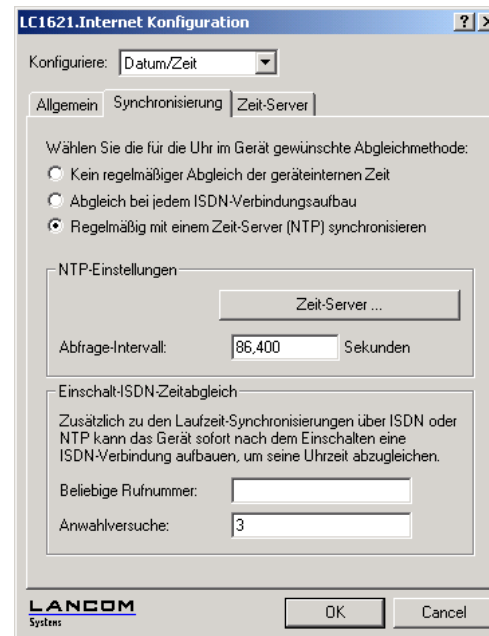 LC1621.Internet Konfiguration
Konfiguriere: Datum/Zeit
Allgemein Synchronisierung Zeit-Server
Wählen Sie die für die Uhr im Gerät gewünschte Abgleichmethode:
Kein regelmäßiger Abgleich der geräteinternen Zeit
Abgleich bei jedem ISDN-Verbindungsaufbau
Regelmäßig mit einem Zeit-Server (NTP) synchronisieren
NTP-Einstellungen
Zeit-Server ...
Abfrage-Intervall: 86,400 Sekunden
Einschalt-ISDN-Zeitabgleich
Zusätzlich zu den Laufzeit-Synchronisierungen über ISDN oder
NTP kann das Gerät sofort nach dem Einschalten eine
ISDN-Verbindung aufbauen, um seine Uhrzeit abzugleichen.
Beliebige Rufnummer:
Anwahlversuche: 3
LANCOM
Systems
OK Cancel